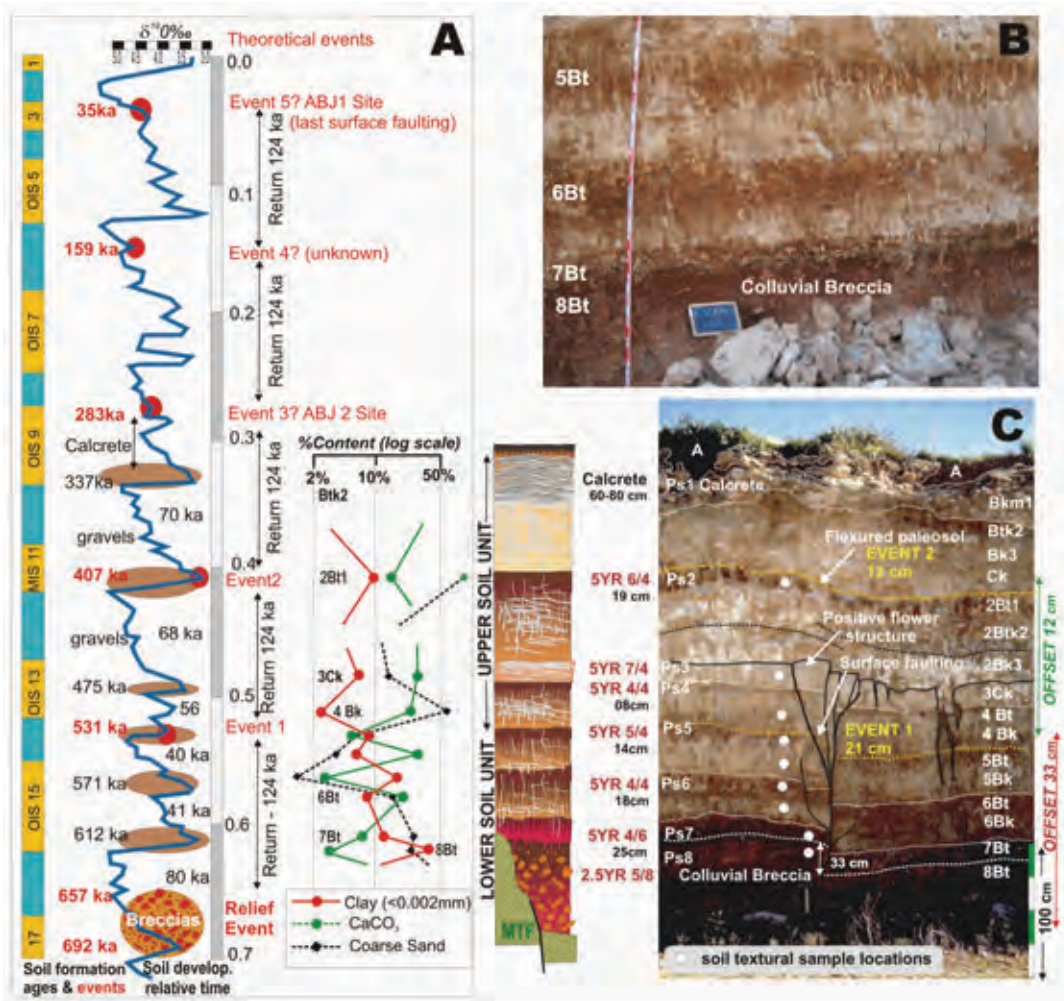 δ¹⁸O‰
Theoretical events
A
0.0
1
35ka
Event 5? ABJ1 Site
(last surface faulting)
3
Return 124 ka
OIS 5
0.1
159 ka
Event 4? (unknown)
0.2
OIS 7
Return 124 ka
283ka
Event 3? ABJ 2 Site
Calcrete
0.3
OIS 9
337ka
Return 124 ka
70 ka
gravels
0.4
MIS 11
407 ka
Event2
68 ka
gravels
Return 124 ka
OIS 13
475 ka
0.5
56
531 ka
Event 1
40 ka
OIS 15
571 ka
Return - 124 ka
41 ka
0.6
612 ka
80 ka
657 ka
Breccias
Relief
Event
17
692 ka
0.7
Soil formation
ages & events
Soil develop.
relative time
%Content (log scale)
2%
10%
50%
Btk2
2Bt1
3Ck
4 Bk
6Bt
7Bt
8Bt
Clay (<0.002mm)
CaCO₃
Coarse Sand
LOWER SOIL UNIT
UPPER SOIL UNIT
MTF
Calcrete
60-80 cm
5YR 6/4
19 cm
5YR 7/4
5YR 4/4
08cm
5YR 5/4
14cm
5YR 4/4
18cm
5YR 4/6
25cm
2.5YR 5/8
B
5Bt
6Bt
7Bt
8Bt
Colluvial Breccia
C
A
A
Ps1 Calcrete
Bkm1
Btk2
Flexured paleosol
EVENT 2
13 cm
Bk3
Ck
Ps2
2Bt1
Positive flower
structure
2Btk2
Ps3
Surface faulting
2Bk3
Ps4
3Ck
4 Bt
Ps5
EVENT 1
21 cm
4 Bk
5Bt
5Bk
Ps6
6Bt
6Bk
Ps7
7Bt
Ps8
33 cm
8Bt
Colluvial Breccia
soil textural sample locations
OFFSET 12 cm
OFFSET 33 cm
100 cm